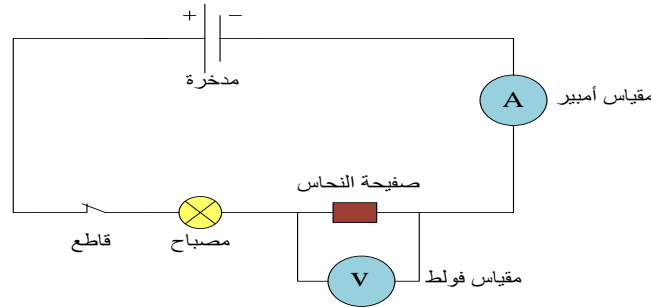 + −
مدخرة
A
مقياس أمبير
صفيحة النحاس
قاطع
مصباح
V
مقياس فولط